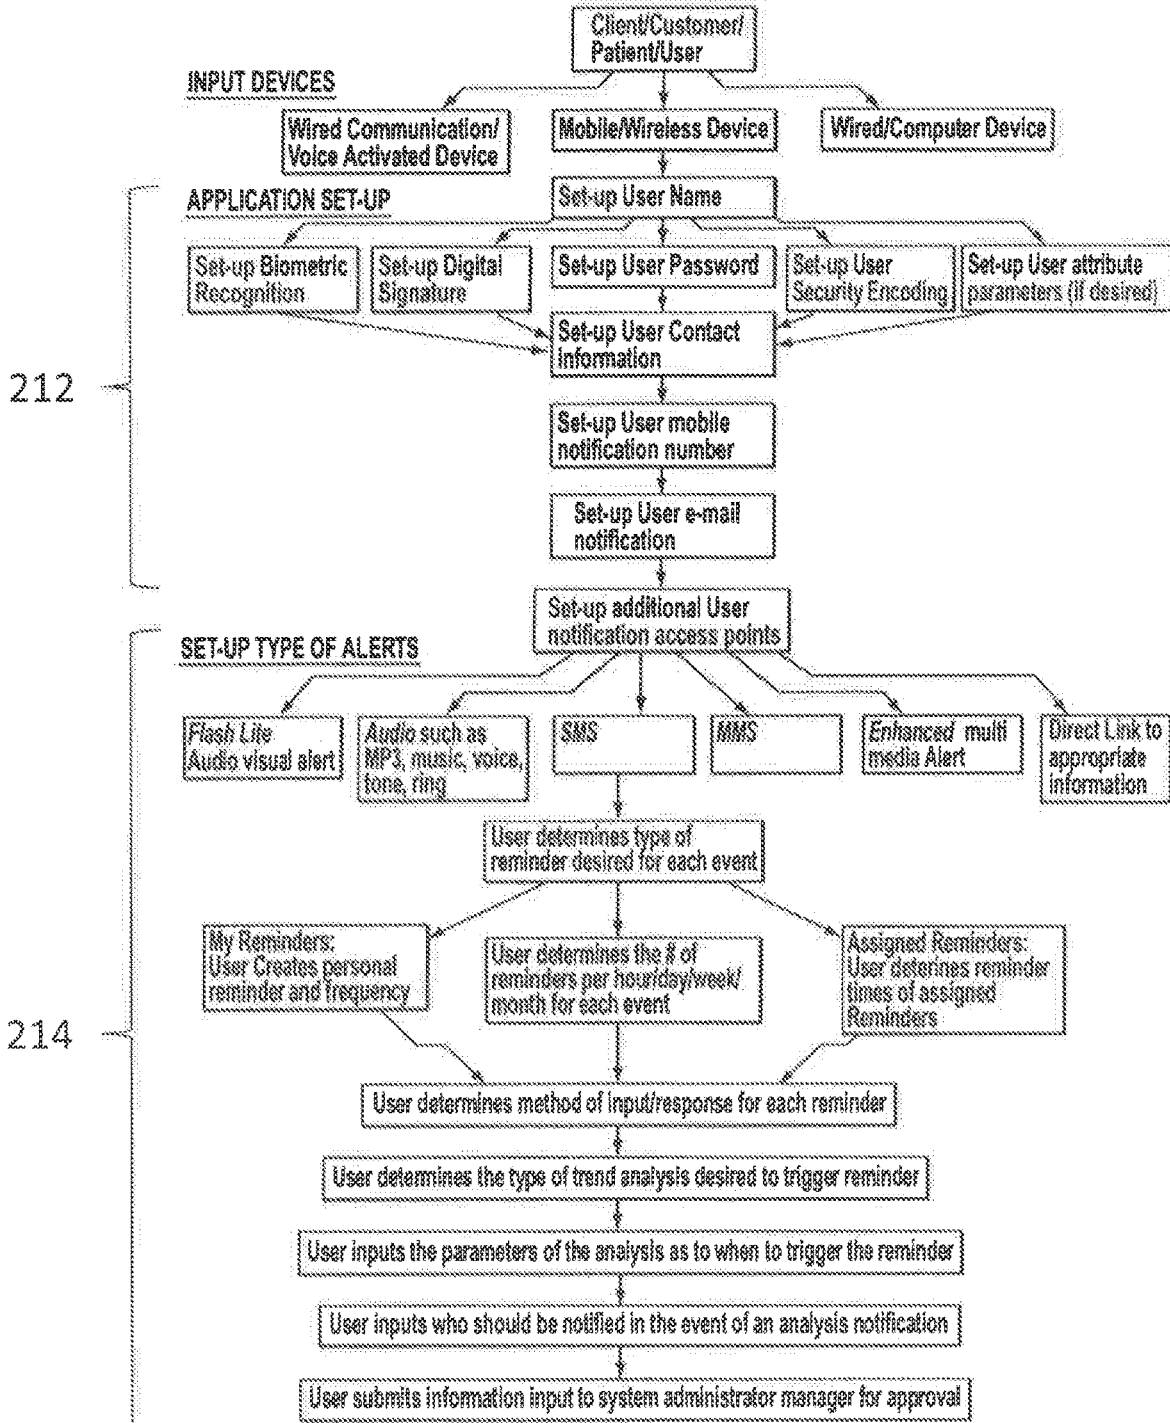 Client/Customer/
Patient/User
INPUT DEVICES
Wired Communication/
Voice Activated Device
Mobile/Wireless Device
Wired/Computer Device
APPLICATION SET-UP
Set-up User Name
Set-up Biometric
Recognition
Set-up Digital
Signature
Set-up User Password
Set-up User
Security Encoding
Set-up User attribute
parameters (if desired)
Set-up User Contact
information
212
Set-up User mobile
notification number
Set-up User e-mail
notification
Set-up additional User
notification access points
SET-UP TYPE OF ALERTS
Flash Lite
Audio visual alert
Audio such as
MP3, music, voice,
tone, ring
SMS
MMS
Enhanced multi
media Alert
Direct Link to
appropriate
information
User determines type of
reminder desired for each event
My Reminders:
User Creates personal
reminder and frequency
User determines the # of
reminders per hour/day/week/
month for each event
Assigned Reminders:
User deterines reminder
times of assigned
Reminders
214
User determines method of input/response for each reminder
User determines the type of trend analysis desired to trigger reminder
User inputs the parameters of the analysis as to when to trigger the reminder
User inputs who should be notified in the event of an analysis notification
User submits information input to system administrator manager for approval